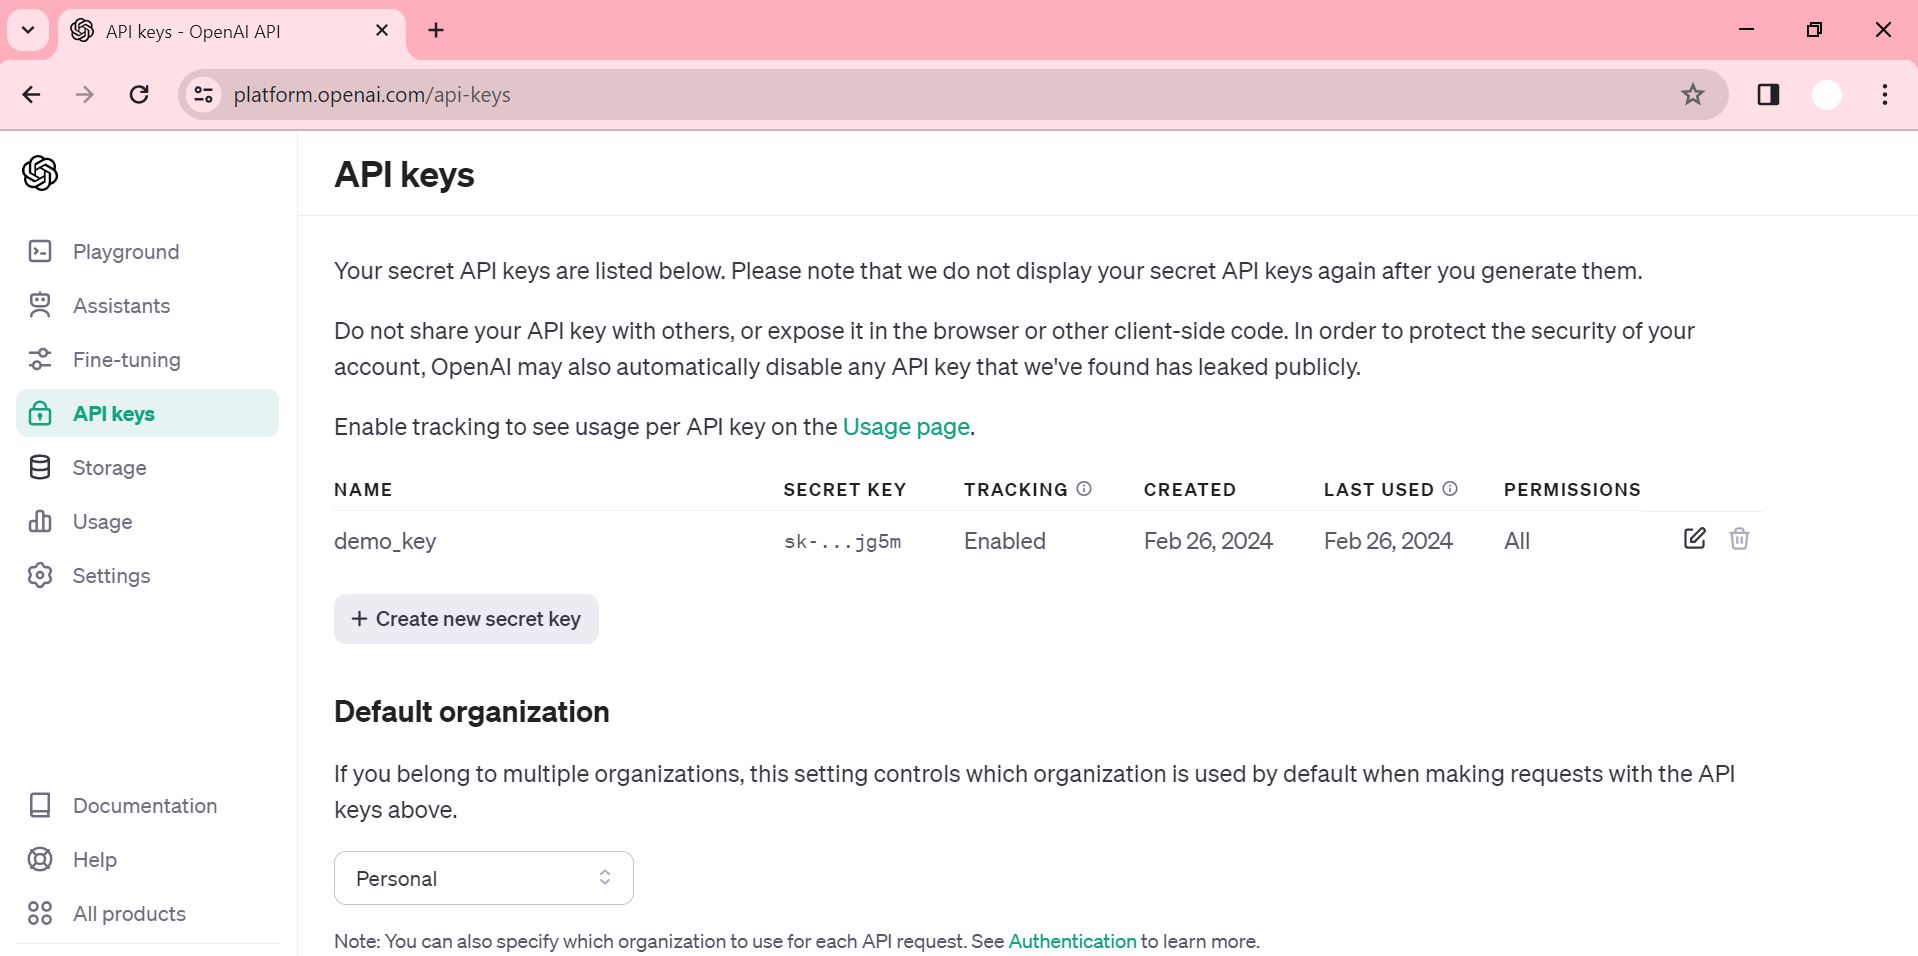 API keys - OpenAI API
platform.openai.com/api-keys
API keys
Playground
Assistants
Fine-tuning
API keys
Storage
Usage
Settings
Documentation
Help
All products
Your secret API keys are listed below. Please note that we do not display your secret API keys again after you generate them.
Do not share your API key with others, or expose it in the browser or other client-side code. In order to protect the security of your
account, OpenAI may also automatically disable any API key that we've found has leaked publicly.
Enable tracking to see usage per API key on the Usage page.
NAME SECRET KEY TRACKING CREATED LAST USED PERMISSIONS
demo_key sk-...jg5m Enabled Feb 26, 2024 Feb 26, 2024 All
+ Create new secret key
Default organization
If you belong to multiple organizations, this setting controls which organization is used by default when making requests with the API
keys above.
Personal
Note: You can also specify which organization to use for each API request. See Authentication to learn more.